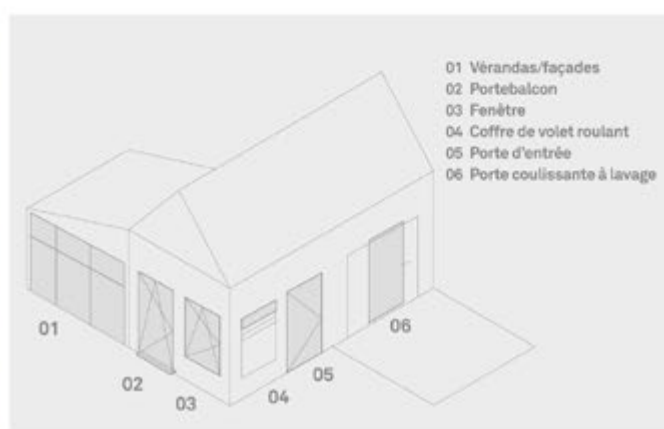 01 Vérandas/façades
02 Portebalcon
03 Fenêtre
04 Coffre de volet roulant
05 Porte d'entrée
06 Porte coulissante à lavage
01
02
03
04
05
06